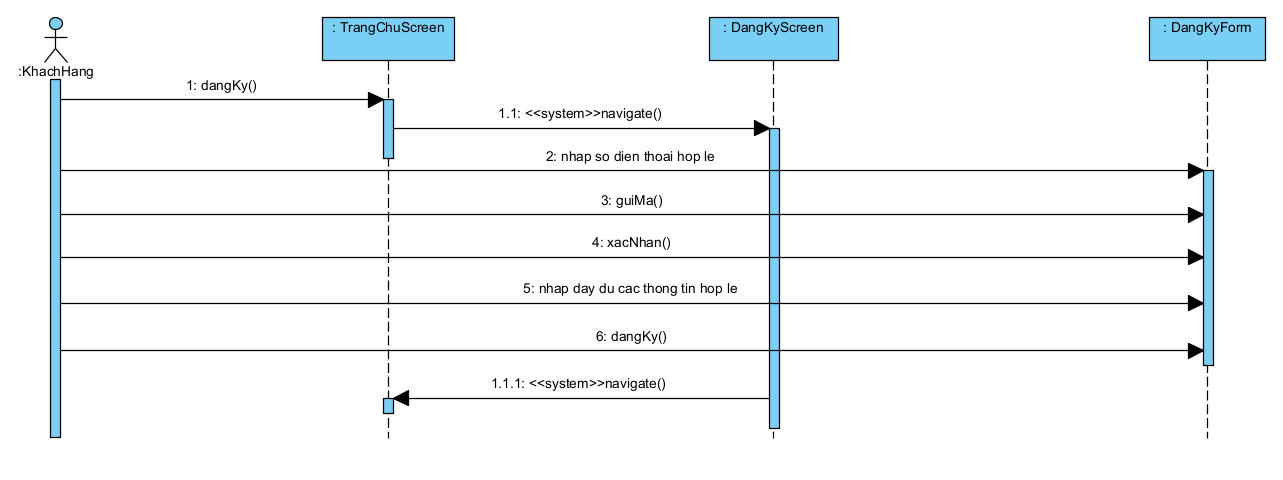 : TrangChuScreen
: DangKyScreen
: DangKyForm
:KhachHang
1: dangKy()
1.1: <<system>>navigate()
2: nhap so dien thoai hop le
3: guiMa()
4: xacNhan()
5: nhap day du cac thong tin hop le
6: dangKy()
1.1.1: <<system>>navigate()